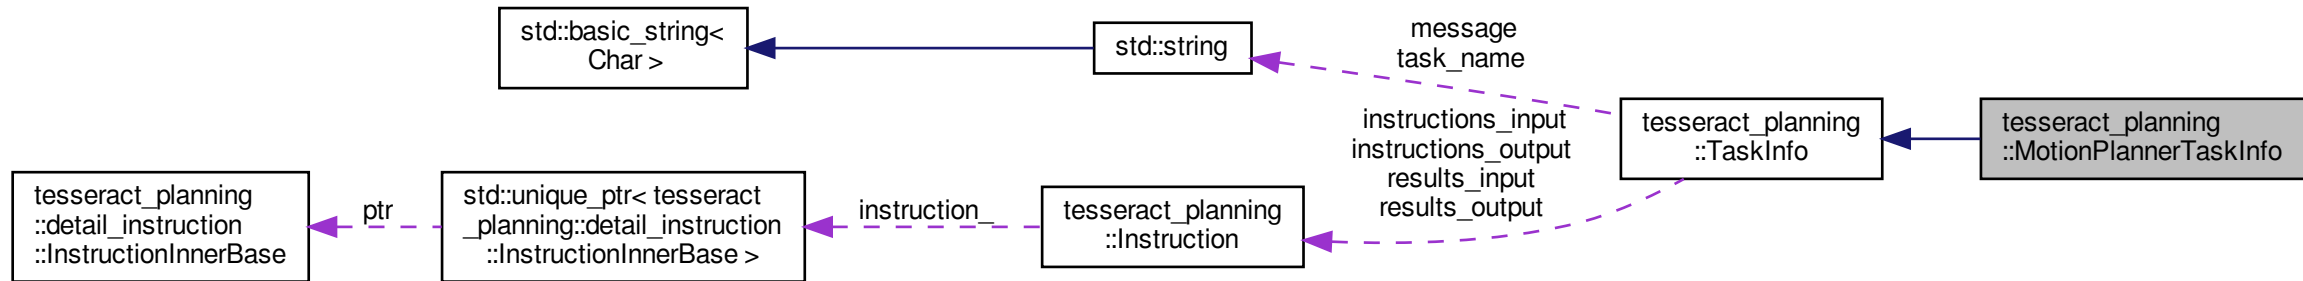 std::basic_string<
Char >
std::string
message
task_name
instructions_input
instructions_output
results_input
results_output
tesseract_planning
::TaskInfo
tesseract_planning
::MotionPlannerTaskInfo
tesseract_planning
::detail_instruction
::InstructionInnerBase
ptr
std::unique_ptr< tesseract
_planning::detail_instruction
::InstructionInnerBase >
instruction_
tesseract_planning
::Instruction